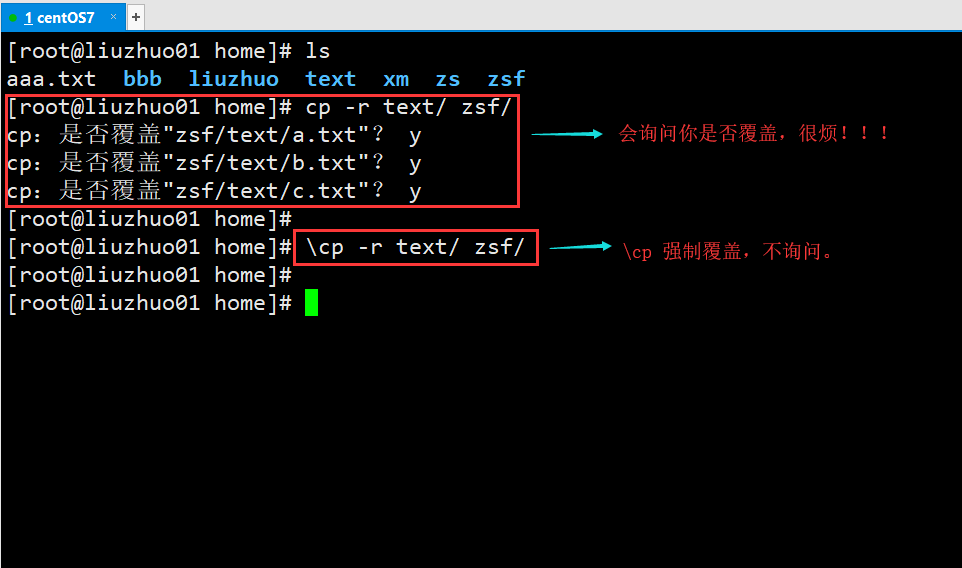 1 centOS7 × +
[root@liuzhuo01 home]# ls
aaa.txt  bbb  liuzhuo  text  xm  zs  zsf
[root@liuzhuo01 home]# cp -r text/ zsf/
cp：是否覆盖"zsf/text/a.txt"？ y
会询问你是否覆盖，很烦！！！
cp：是否覆盖"zsf/text/b.txt"？ y
cp：是否覆盖"zsf/text/c.txt"？ y
[root@liuzhuo01 home]#
[root@liuzhuo01 home]# \cp -r text/ zsf/
\cp 强制覆盖，不询问。
[root@liuzhuo01 home]#
[root@liuzhuo01 home]#